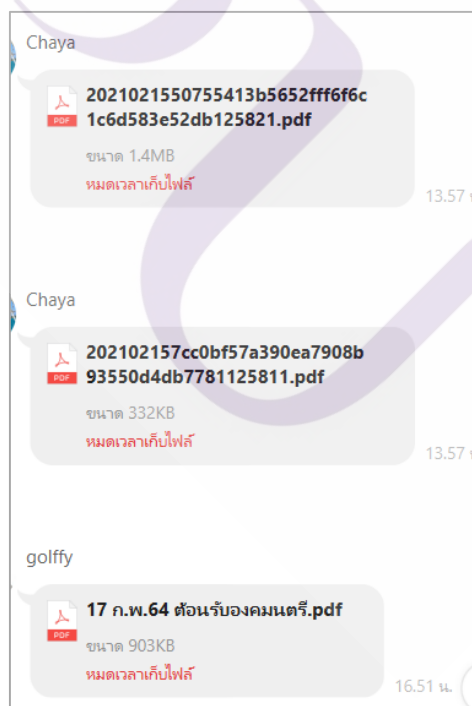 Chaya
2021021550755413b5652fff6f6c
1c6d583e52db125821.pdf
PDF
ขนาด 1.4MB
หมดเวลาเก็บไฟล์
13.57
Chaya
202102157cc0bf57a390ea7908b
93550d4db7781125811.pdf
PDF
ขนาด 332KB
หมดเวลาเก็บไฟล์
13.57
golffy
17 ก.พ.64 ต้อนรับองคมนตรี.pdf
PDF
ขนาด 903KB
หมดเวลาเก็บไฟล์
16.51 น.